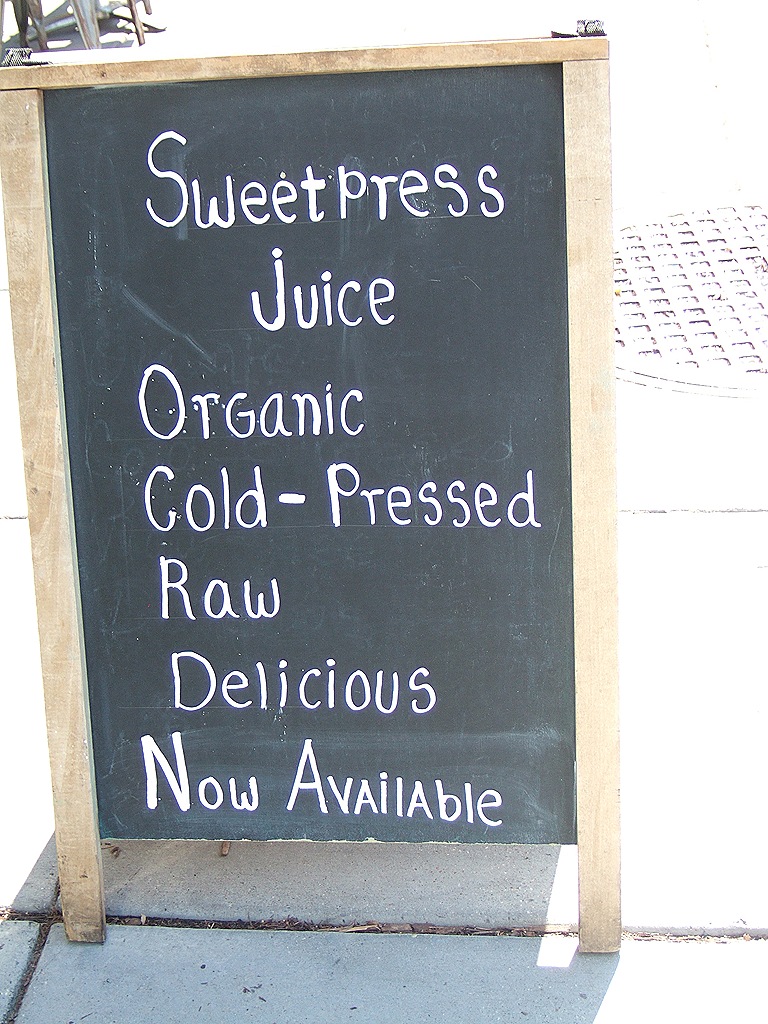 Sweetpress
Juice
Organic
Cold-Pressed
Raw
Delicious
Now Available